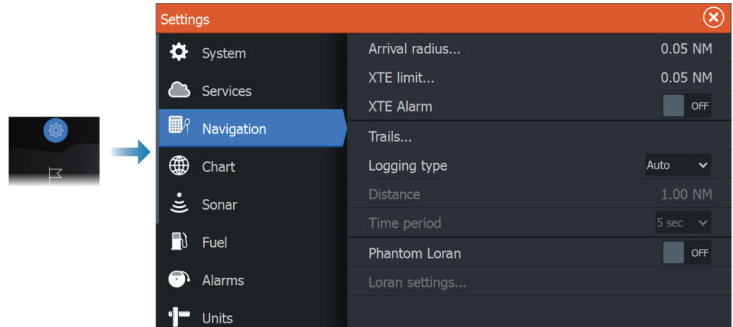 Settings
System
Services
Navigation
Chart
Sonar
Fuel
Alarms
Units
Arrival radius... 0.05 NM
XTE limit... 0.05 NM
XTE Alarm OFF
Trails...
Logging type Auto
Distance 1.00 NM
Time period 5 sec
Phantom Loran OFF
Loran settings...